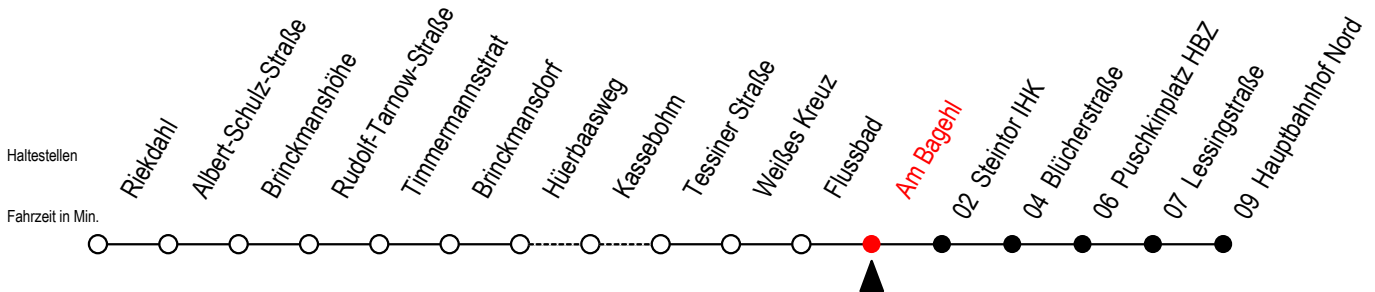 Haltestellen
Riekdahl
Albert-Schulz-Straße
Brinckmanshöhe
Rudolf-Tarnow-Straße
Timmermannsstrat
Brinckmansdorf
Hüerbaasweg
Kassebohm
Tessiner Straße
Weißes Kreuz
Flussbad
Am Bagehl
02 Steintor IHK
04 Blücherstraße
06 Puschkinplatz HBZ
07 Lessingstraße
09 Hauptbahnhof Nord
Fahrzeit in Min.